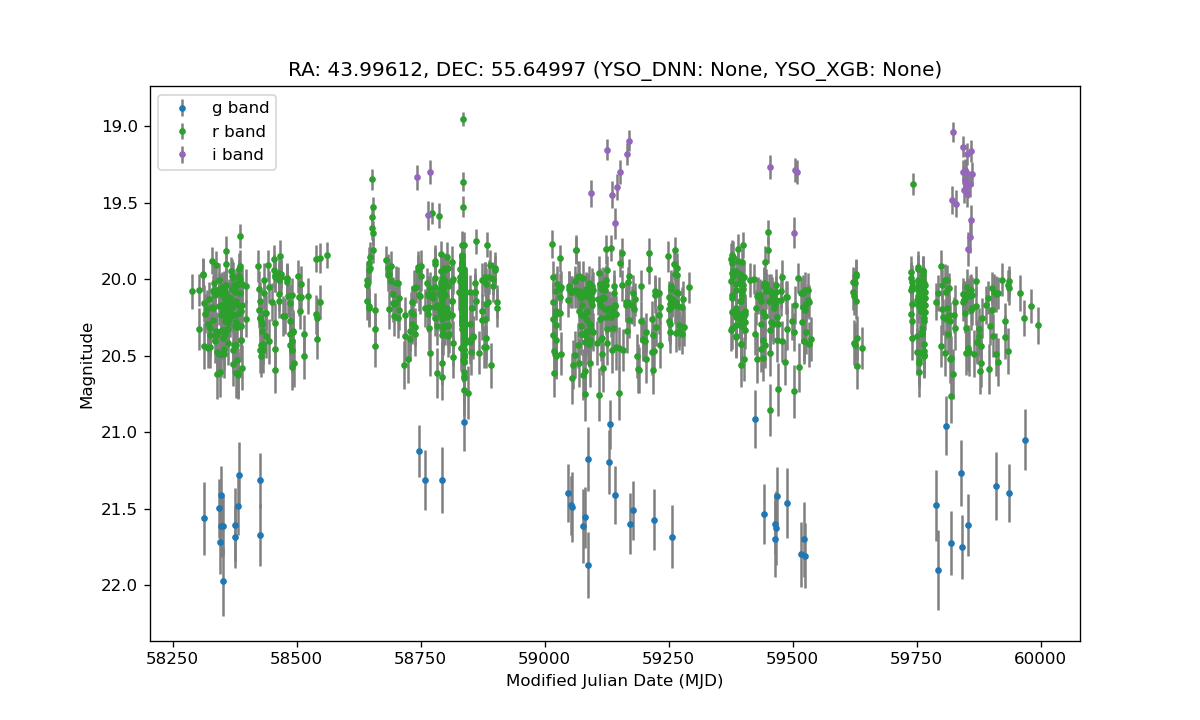 RA: 43.99612, DEC: 55.64997 (YSO_DNN: None, YSO_XGB: None)
g band
r band
i band
19.0
19.5
20.0
20.5
21.0
21.5
22.0
Magnitude
58250 58500 58750 59000 59250 59500 59750 60000
Modified Julian Date (MJD)